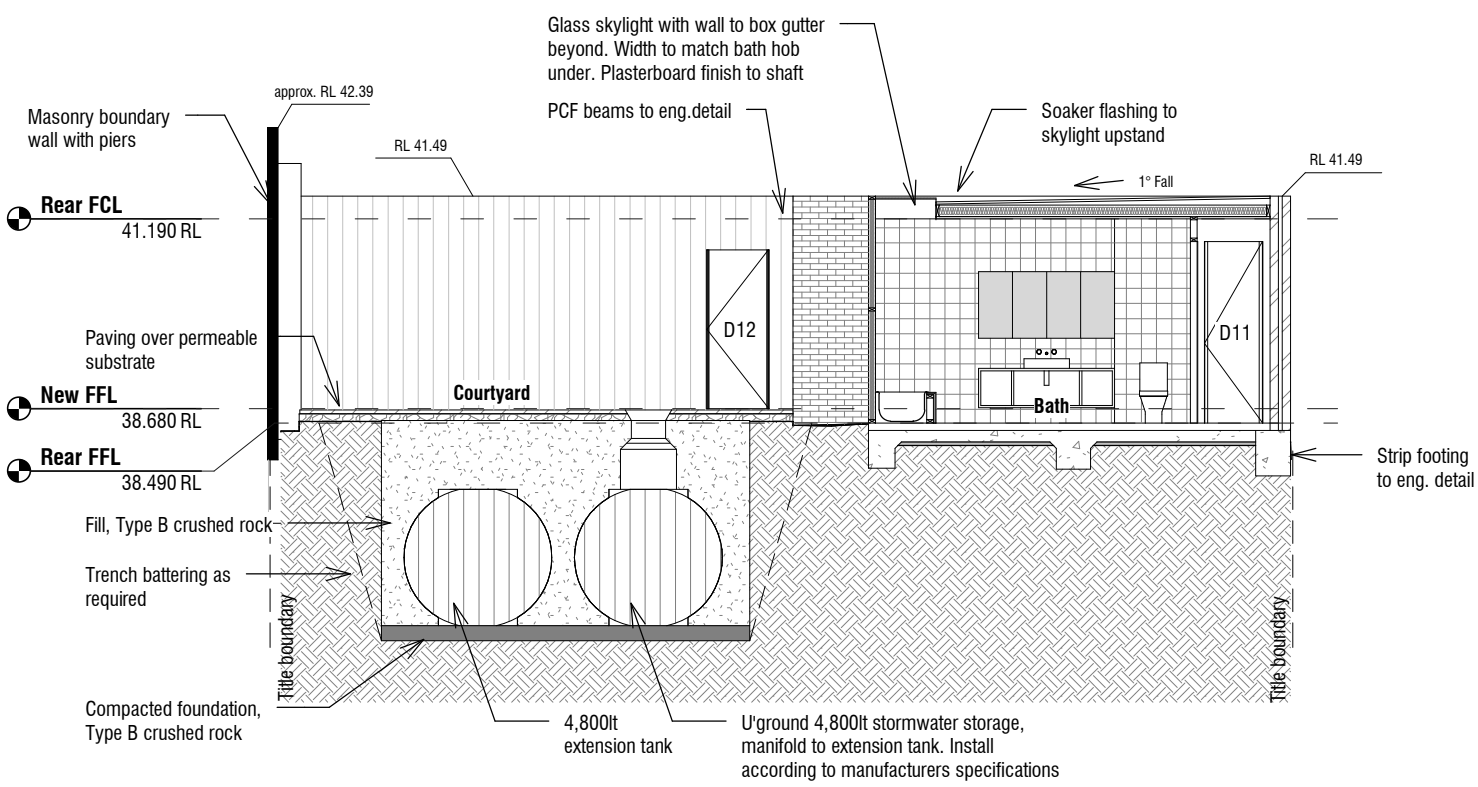 Glass skylight with wall to box gutter
beyond. Width to match bath hob
under. Plasterboard finish to shaft
PCF beams to eng.detail
approx. RL 42.39
Masonry boundary
wall with piers
RL 41.49
Soaker flashing to
skylight upstand
RL 41.49
1° Fall
Rear FCL
41.190 RL
D12
D11
Paving over permeable
substrate
New FFL
38.680 RL
Courtyard
Bath
Rear FFL
38.490 RL
Strip footing
to eng. detail
Fill, Type B crushed rock
Trench battering as
required
Title boundary
Title boundary
Compacted foundation,
Type B crushed rock
4,800lt
extension tank
U'ground 4,800lt stormwater storage,
manifold to extension tank. Install
according to manufacturers specifications